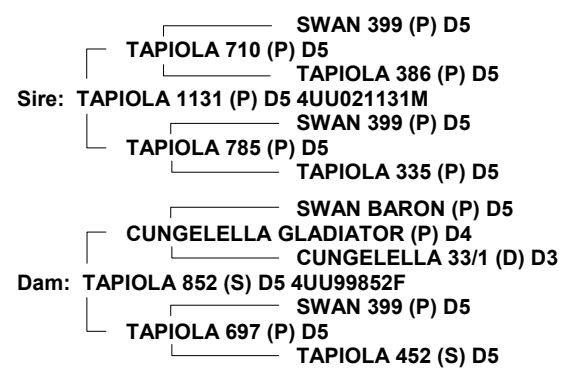 SWAN 399 (P) D5
TAPIOLA 710 (P) D5
TAPIOLA 386 (P) D5
Sire: TAPIOLA 1131 (P) D5 4UU021131M
SWAN 399 (P) D5
TAPIOLA 785 (P) D5
TAPIOLA 335 (P) D5
SWAN BARON (P) D5
CUNGELELLA GLADIATOR (P) D4
CUNGELELLA 33/1 (D) D3
Dam: TAPIOLA 852 (S) D5 4UU99852F
SWAN 399 (P) D5
TAPIOLA 697 (P) D5
TAPIOLA 452 (S) D5